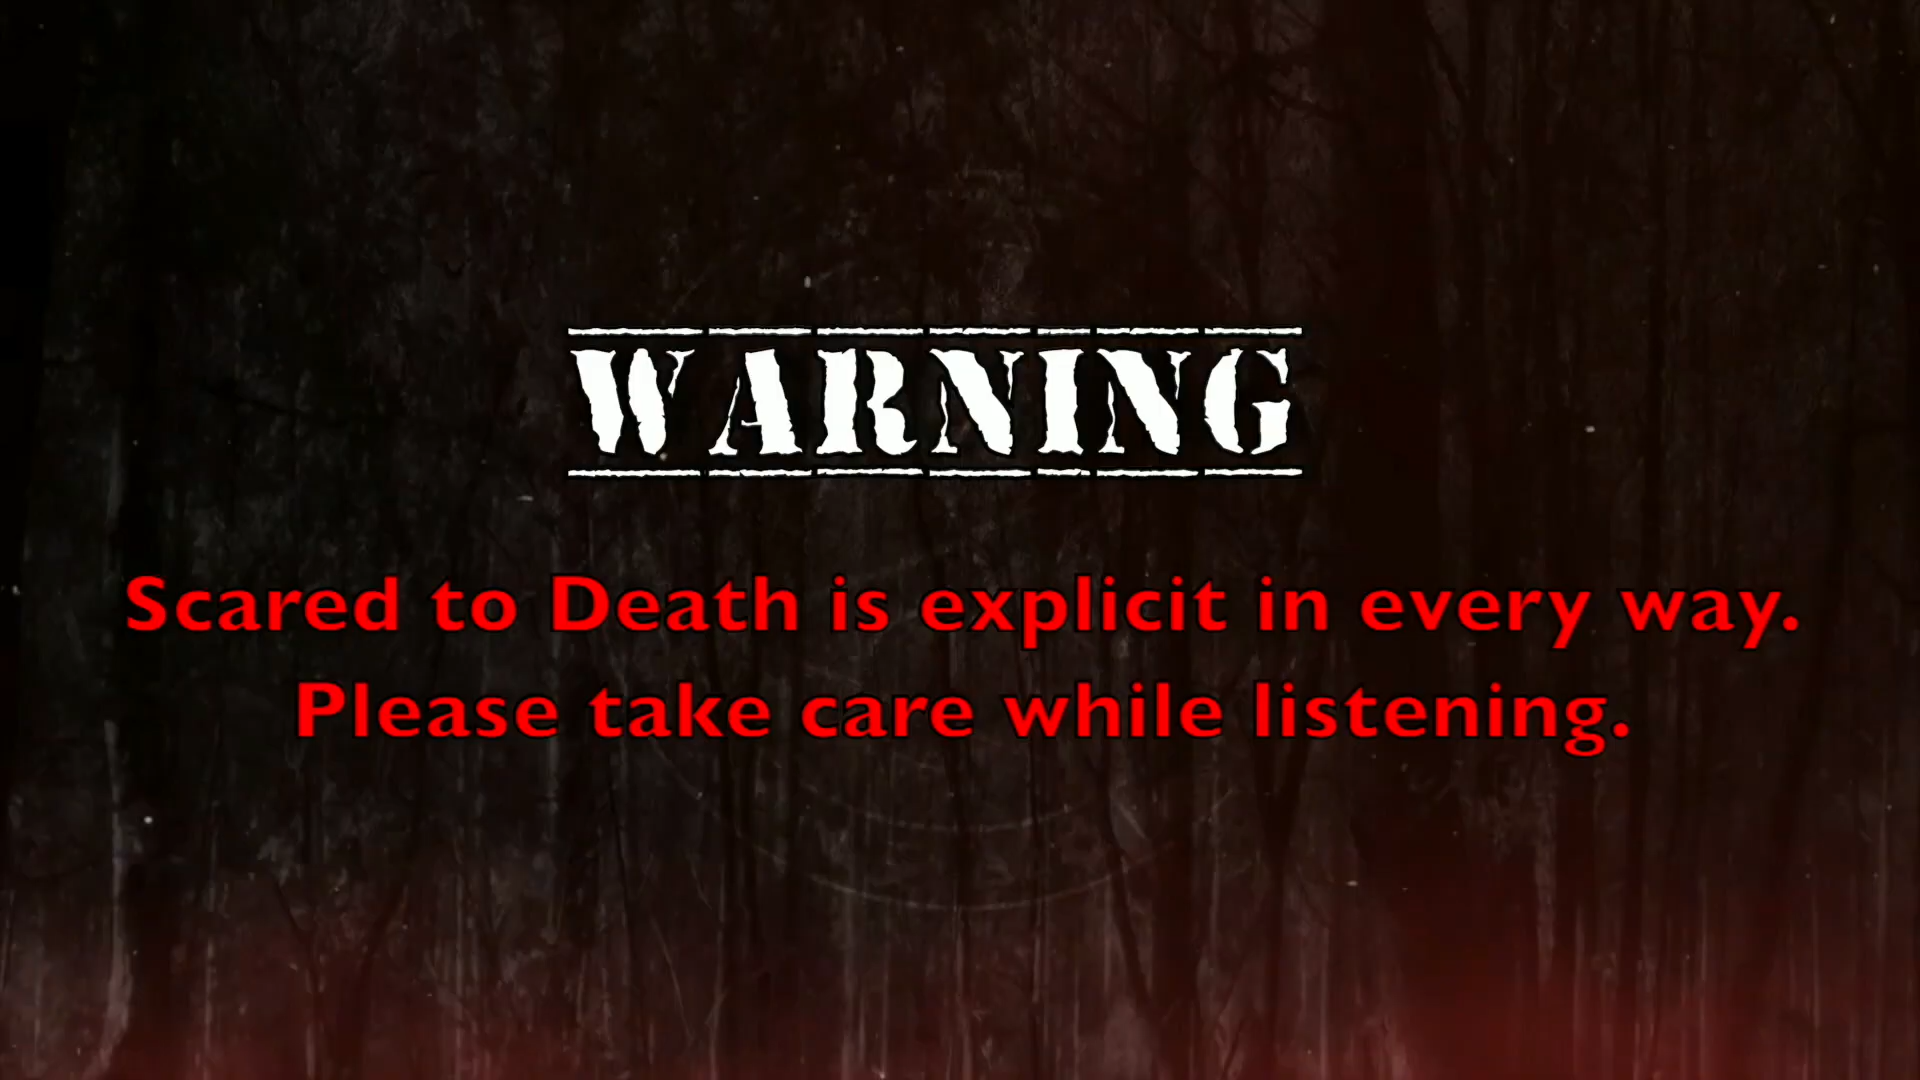 WARNING
Scared to Death is explicit in every way.
Please take care while listening.